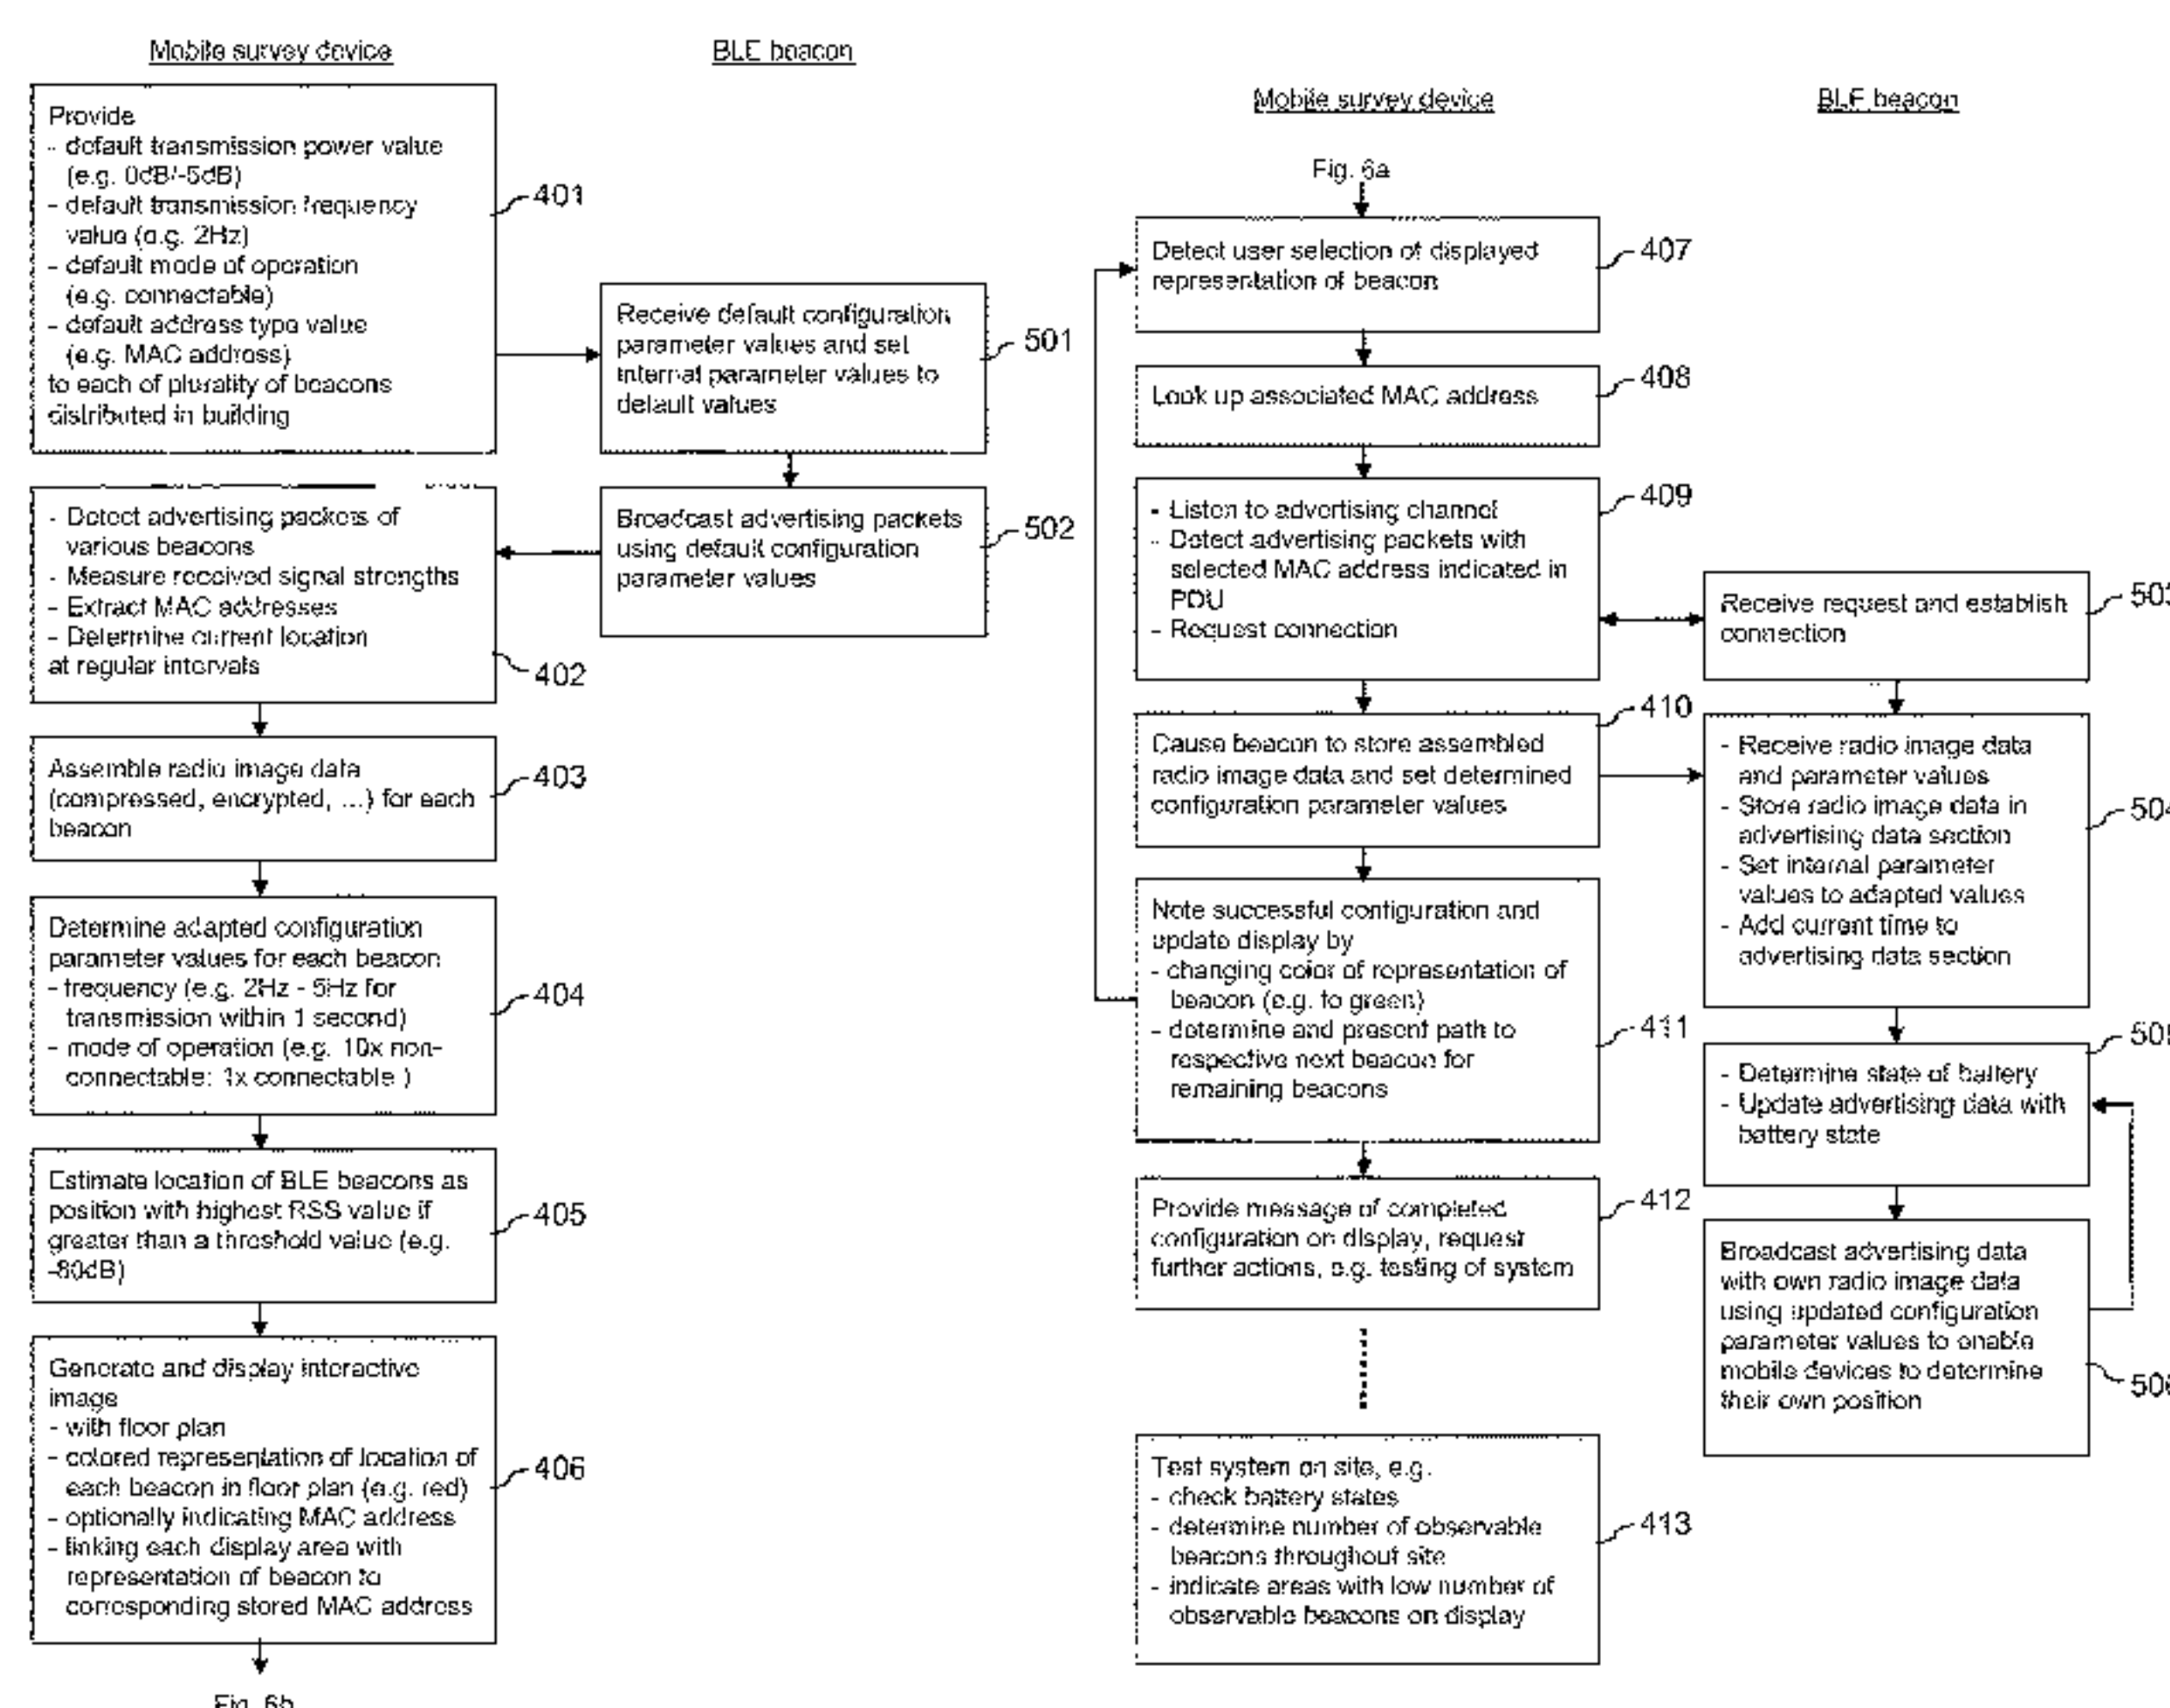 Mobile survey device
BLE beacon
Provide
- default transmission power value
(e.g. 0dB/-5dB)
- default transmission frequency
value (e.g. 2Hz)
- default mode of operation
(e.g. connectable)
- default address type value
(e.g. MAC address)
to each of plurality of beacons
distributed in building
401
Receive default configuration
parameter values and set
internal parameter values to
default values
501
- Detect advertising packets of
various beacons
- Measure received signal strengths
- Extract MAC addresses
- Determine current location
at regular intervals
402
Broadcast advertising packets
using default configuration
parameter values
502
Assemble radio image data
(compressed, encrypted, ...) for each
beacon
403
Determine adapted configuration
parameter values for each beacon
- frequency (e.g. 2Hz - 5Hz for
transmission within 1 second)
- mode of operation (e.g. 10x non-
connectable: 1x connectable )
404
Estimate location of BLE beacons as
position with highest RSS value if
greater than a threshold value (e.g.
-80dB)
405
Generate and display interactive
image
- with floor plan
- colored representation of location of
each beacon in floor plan (e.g. red)
- optionally indicating MAC address
- linking each display area with
representation of beacon to
corresponding stored MAC address
406
Fig. 6b
Mobile survey device
BLE beacon
Fig. 6a
Detect user selection of displayed
representation of beacon
407
Look up associated MAC address
408
- Listen to advertising channel
- Detect advertising packets with
selected MAC address indicated in
PDU
- Request connection
409
Receive request and establish
connection
503
Cause beacon to store assembled
radio image data and set determined
configuration parameter values
410
- Receive radio image data
and parameter values
- Store radio image data in
advertising data section
- Set internal parameter
values to adapted values
- Add current time to
advertising data section
504
Note successful configuration and
update display by
- changing color of representation of
beacon (e.g. to green)
- determine and present path to
respective next beacon for
remaining beacons
411
- Determine state of battery
- Update advertising data with
battery state
505
Provide message of completed
configuration on display, request
further actions, e.g. testing of system
412
Broadcast advertising data
with own radio image data
using updated configuration
parameter values to enable
mobile devices to determine
their own position
506
Test system on site, e.g.
- check battery states
- determine number of observable
beacons throughout site
- indicate areas with low number of
observable beacons on display
413